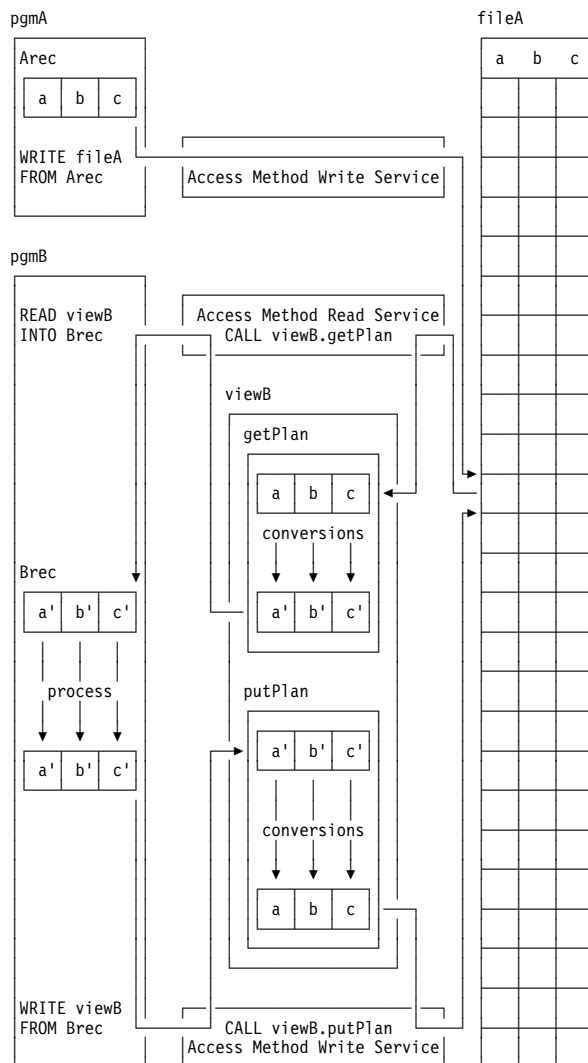 pgmA
fileA
Arec
a b c
a b c
WRITE fileA
FROM Arec
Access Method Write Service
pgmB
READ viewB
INTO Brec
Access Method Read Service
CALL viewB.getPlan
viewB
getPlan
a b c
conversions
a' b' c'
Brec
a' b' c'
process
a' b' c'
putPlan
a' b' c'
conversions
a b c
WRITE viewB
FROM Brec
CALL viewB.putPlan
Access Method Write Service